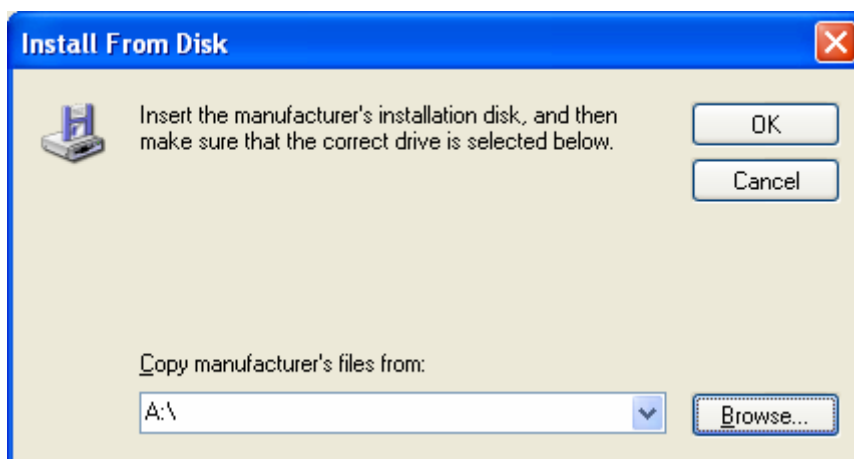 Install From Disk
Insert the manufacturer's installation disk, and then
make sure that the correct drive is selected below.
OK
Cancel
Copy manufacturer's files from:
A:\
Browse...